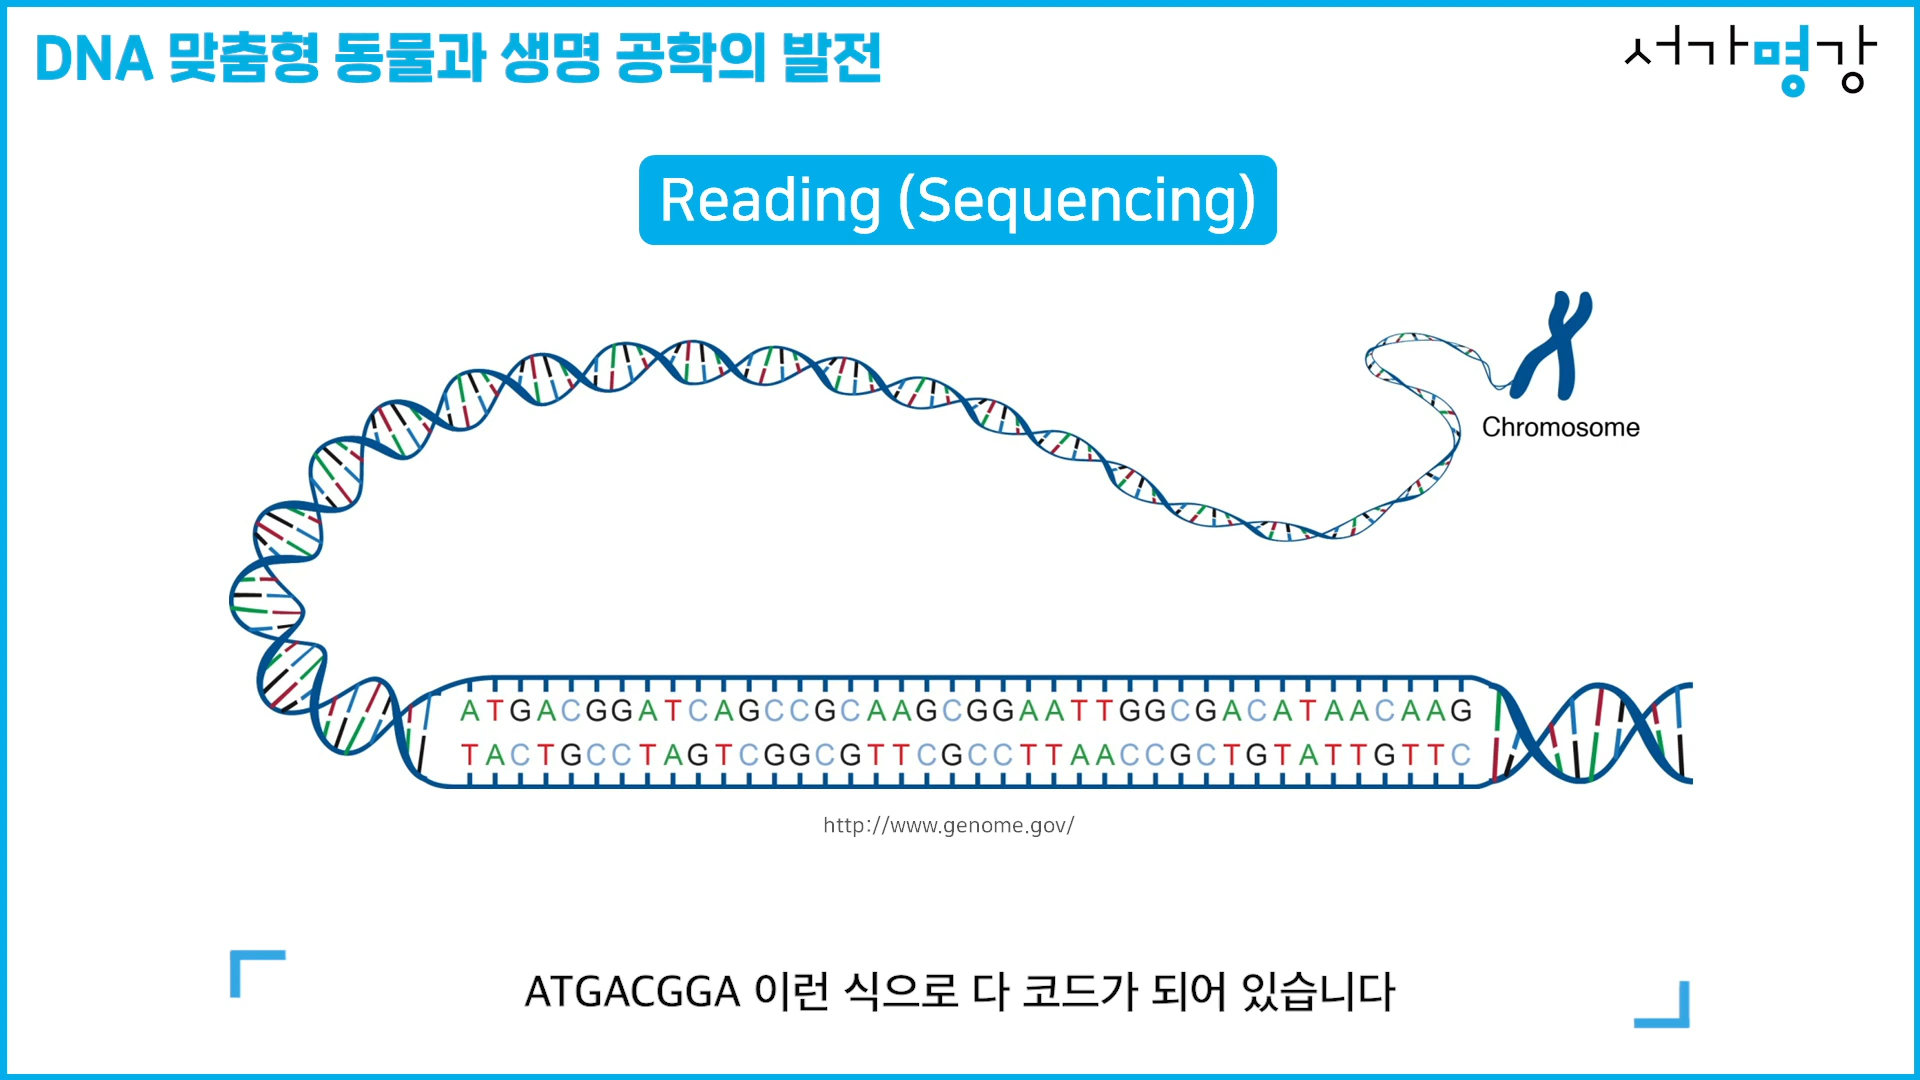 DNA 맞춤형 동물과 생명 공학의 발전
서가명강
Reading (Sequencing)
Chromosome
ATGACGGATCAGCCGCAAGCGGAATTGGCGACATAACAAG
TACTGCCTAGTCGGCGTTCGCCTTAACCGCTGTATTGTTC
http://www.genome.gov/
ATGACGGA 이런 식으로 다 코드가 되어 있습니다